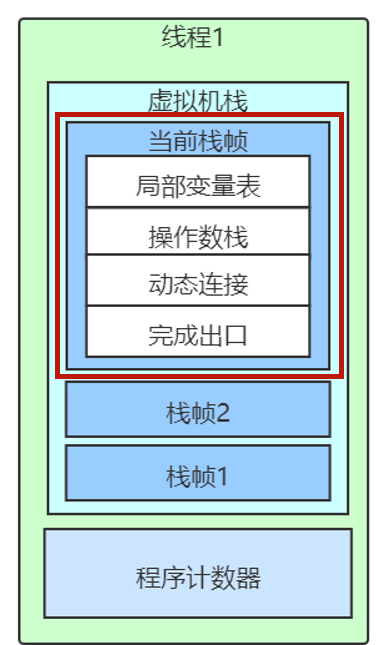 线程1
虚拟机栈
当前栈帧
局部变量表
操作数栈
动态连接
完成出口
栈帧2
栈帧1
程序计数器